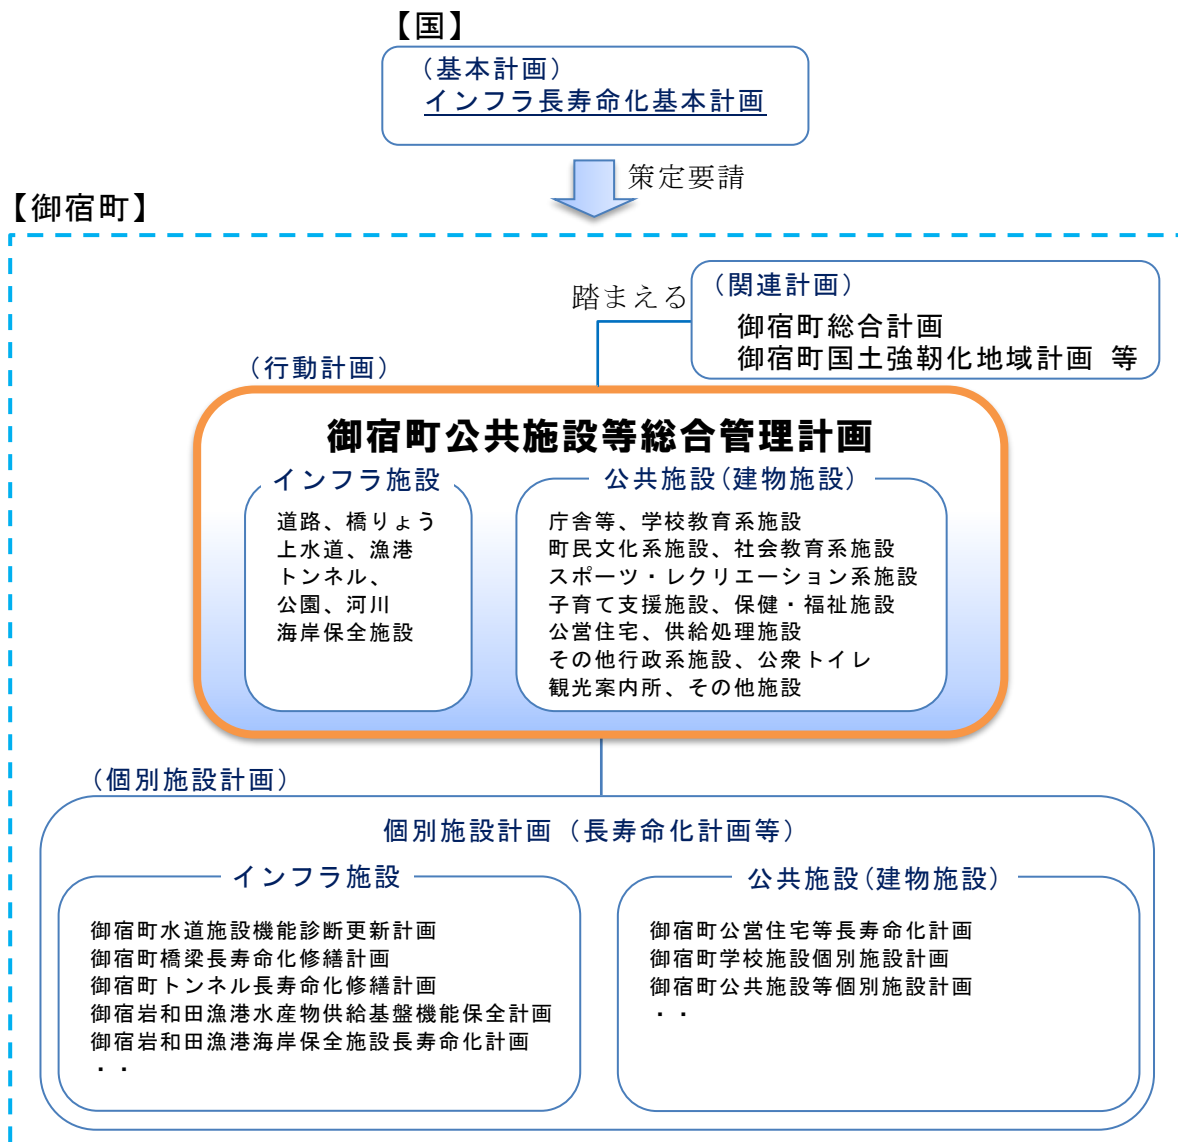 【国】
（基本計画）
インフラ長寿命化基本計画
策定要請
【御宿町】
（関連計画）
踏まえる
御宿町総合計画
御宿町国土強靭化地域計画 等
（行動計画）
御宿町公共施設等総合管理計画
インフラ施設
道路、橋りょう
上水道、漁港
トンネル、
公園、河川
海岸保全施設
公共施設(建物施設)
庁舎等、学校教育系施設
町民文化系施設、社会教育系施設
スポーツ・レクリエーション系施設
子育て支援施設、保健・福祉施設
公営住宅、供給処理施設
その他行政系施設、公衆トイレ
観光案内所、その他施設
（個別施設計画）
個別施設計画（長寿命化計画等）
インフラ施設
御宿町水道施設機能診断更新計画
御宿町橋梁長寿命化修繕計画
御宿町トンネル長寿命化修繕計画
御宿岩和田漁港水産物供給基盤機能保全計画
御宿岩和田漁港海岸保全施設長寿命化計画
・・
公共施設(建物施設)
御宿町公営住宅等長寿命化計画
御宿町学校施設個別施設計画
御宿町公共施設等個別施設計画
・・